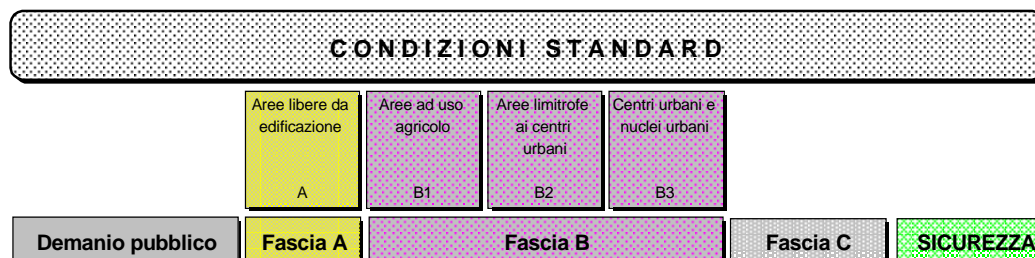 CONDIZIONI STANDARD
Aree libere da
edificazione
A
Aree ad uso
agricolo
B1
Aree limitrofe
ai centri
urbani
B2
Centri urbani e
nuclei urbani
B3
Demanio pubblico
Fascia A
Fascia B
Fascia C
SICUREZZA